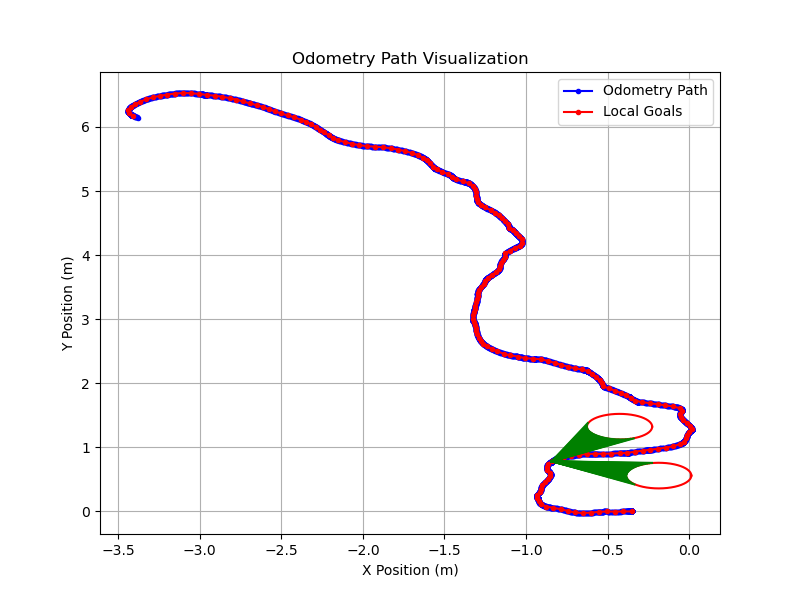 Odometry Path Visualization
Odometry Path
Local Goals
Y Position (m)
6
5
4
3
2
1
0
−3.5 −3.0 −2.5 −2.0 −1.5 −1.0 −0.5 0.0
X Position (m)